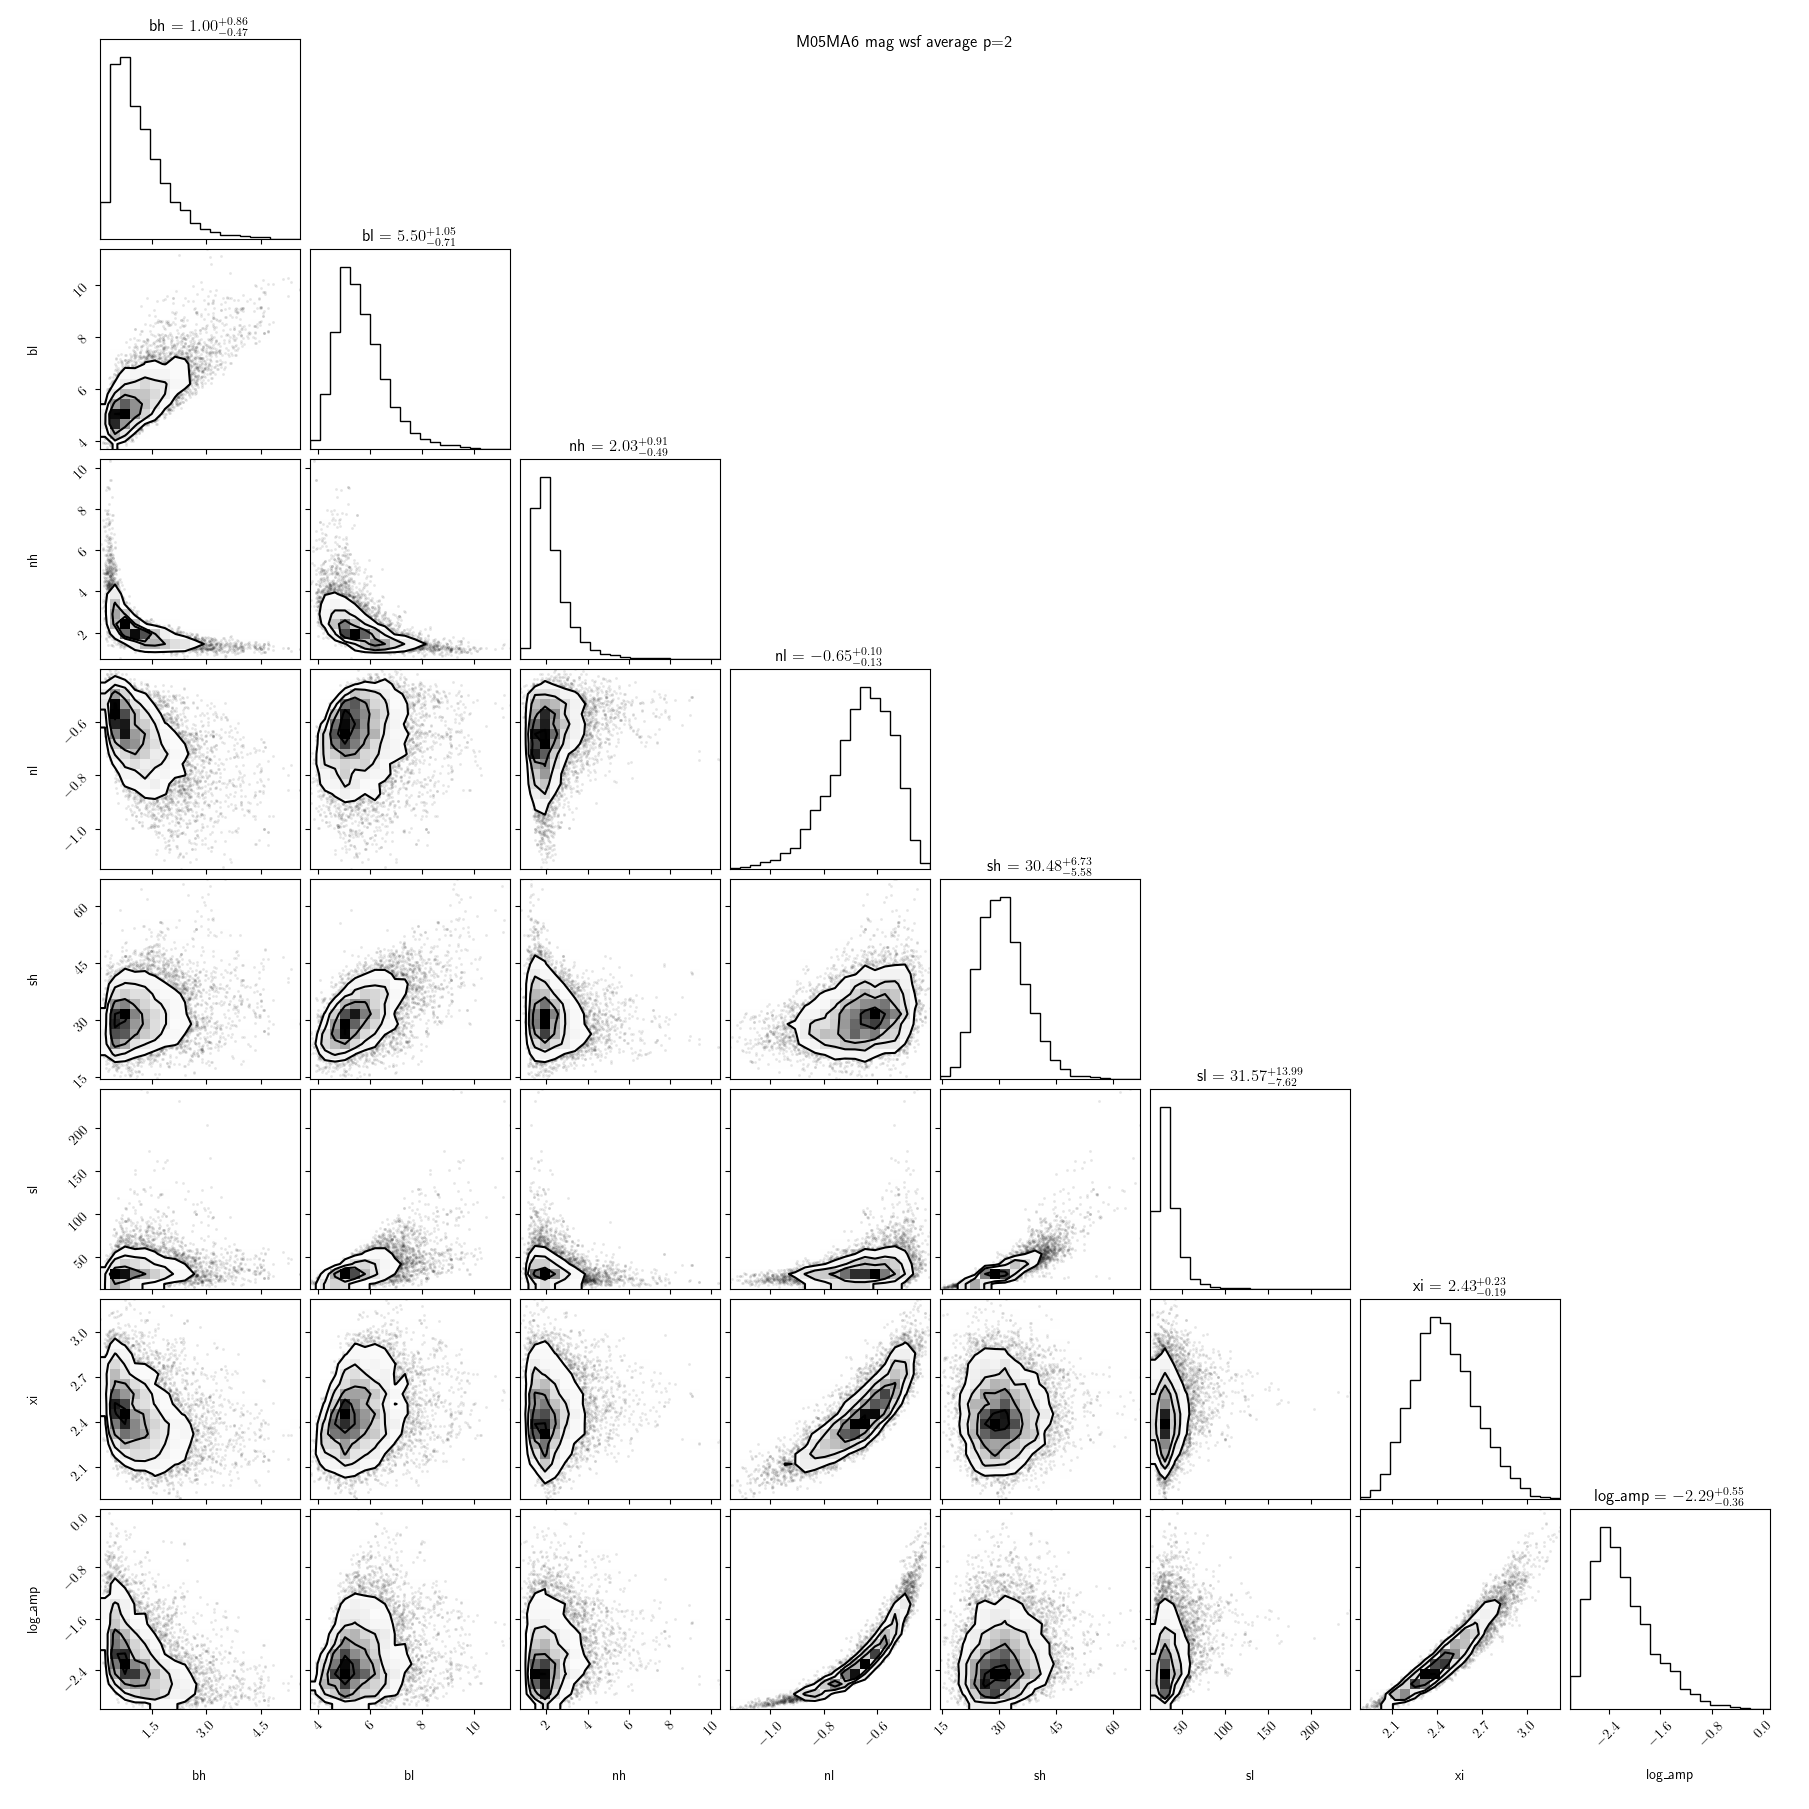 bh = 1.00+0.86 −0.47
M05MA6 mag wsf average p=2
bl = 5.50+1.05 −0.71
10
8
6
4
bl
nh = 2.03+0.91 −0.49
10
8
6
4
2
nh
nl = −0.65+0.10 −0.13
−0.6
−0.8
−1.0
nl
sh = 30.48+6.73 −5.58
60
45
30
15
sh
sl = 31.57+13.99 −7.62
200
150
100
50
sl
xi = 2.43+0.23 −0.19
3.0
2.7
2.4
2.1
xi
log_amp = −2.29+0.55 −0.36
0.0
−0.8
−1.6
−2.4
log_amp
1.5 3.0 4.5 4 6 8 10 2 4 6 8 10 −1.0 −0.8 −0.6 15 30 45 60 50 100 150 200 2.1 2.4 2.7 3.0 −2.4 −1.6 −0.8 0.0
bh bl nh nl sh sl xi log_amp